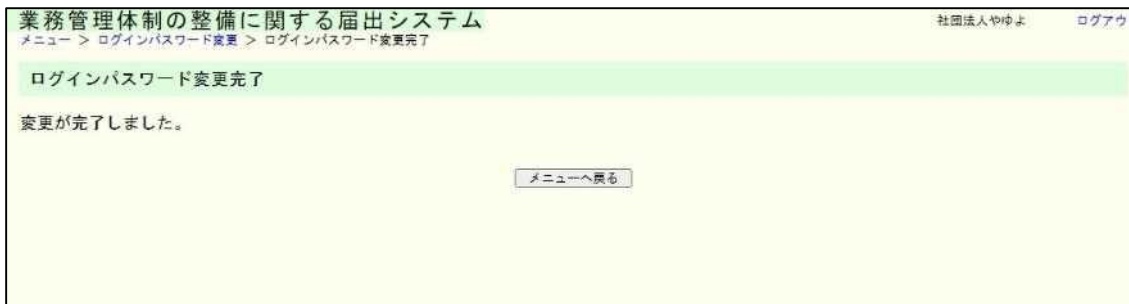 業務管理体制の整備に関する届出システム
社団法人やゆよ ログアウ
メニュー > ログインパスワード変更 > ログインパスワード変更完了
ログインパスワード変更完了
変更が完了しました。
メニューへ戻る